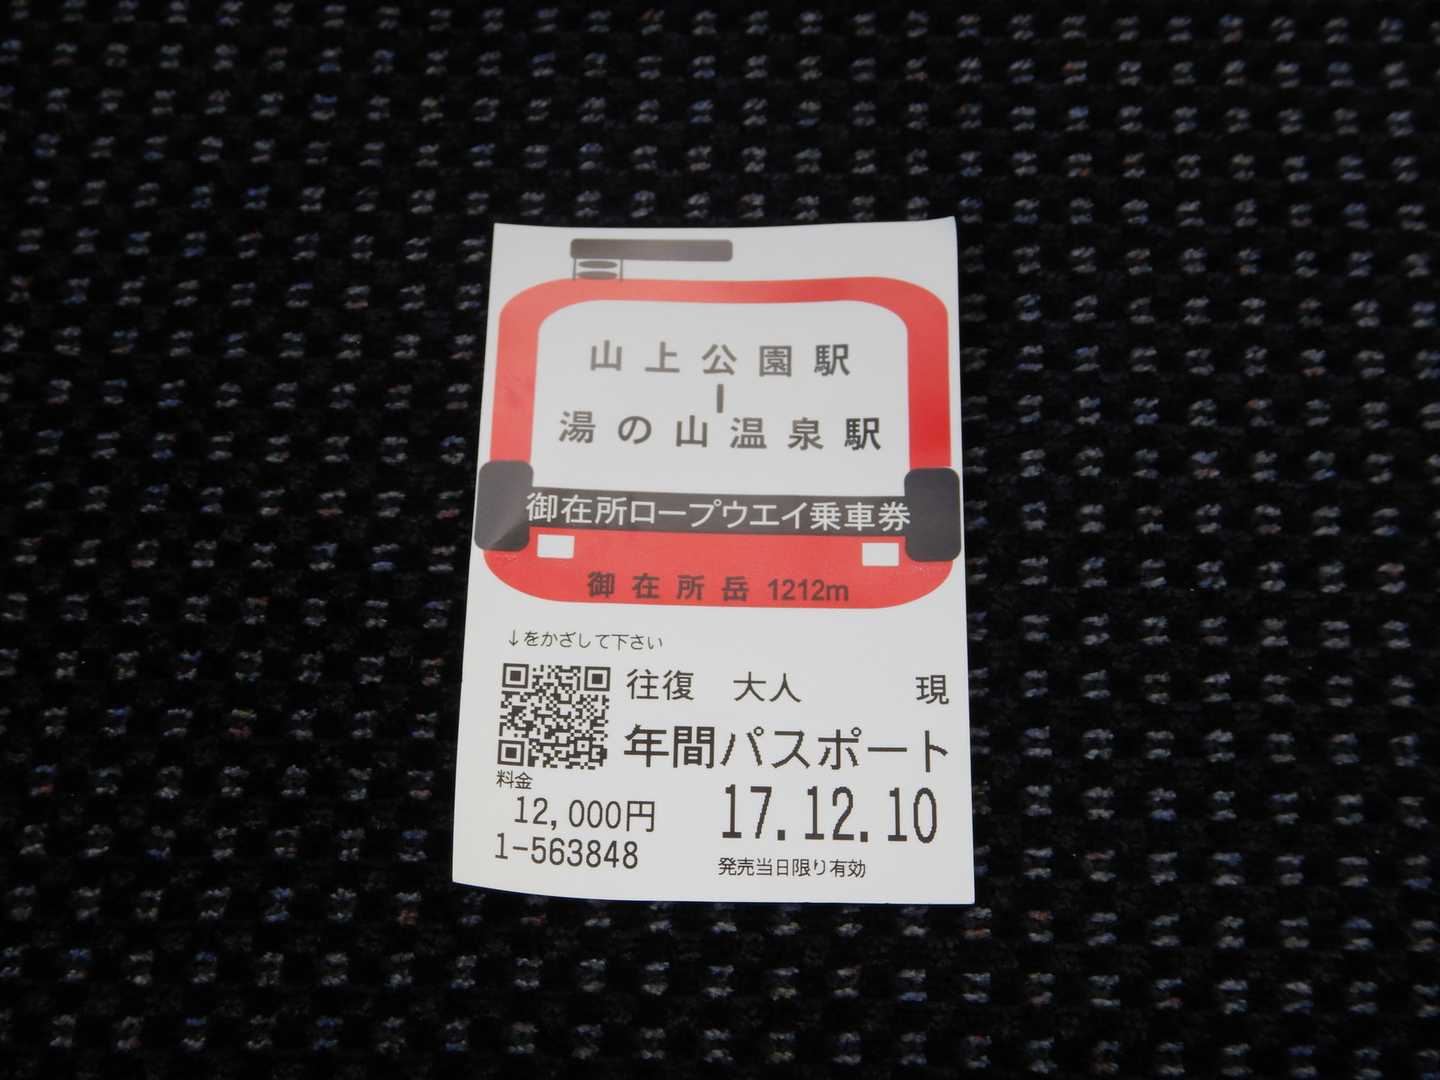 山上公園駅
ー
湯の山温泉駅
御在所ロープウエイ乗車券
御在所岳 1212m
↓をかざして下さい
往復 大人 現
年間パスポート
料金
12,000円
17.12.10
1-563848
発売当日限り有効